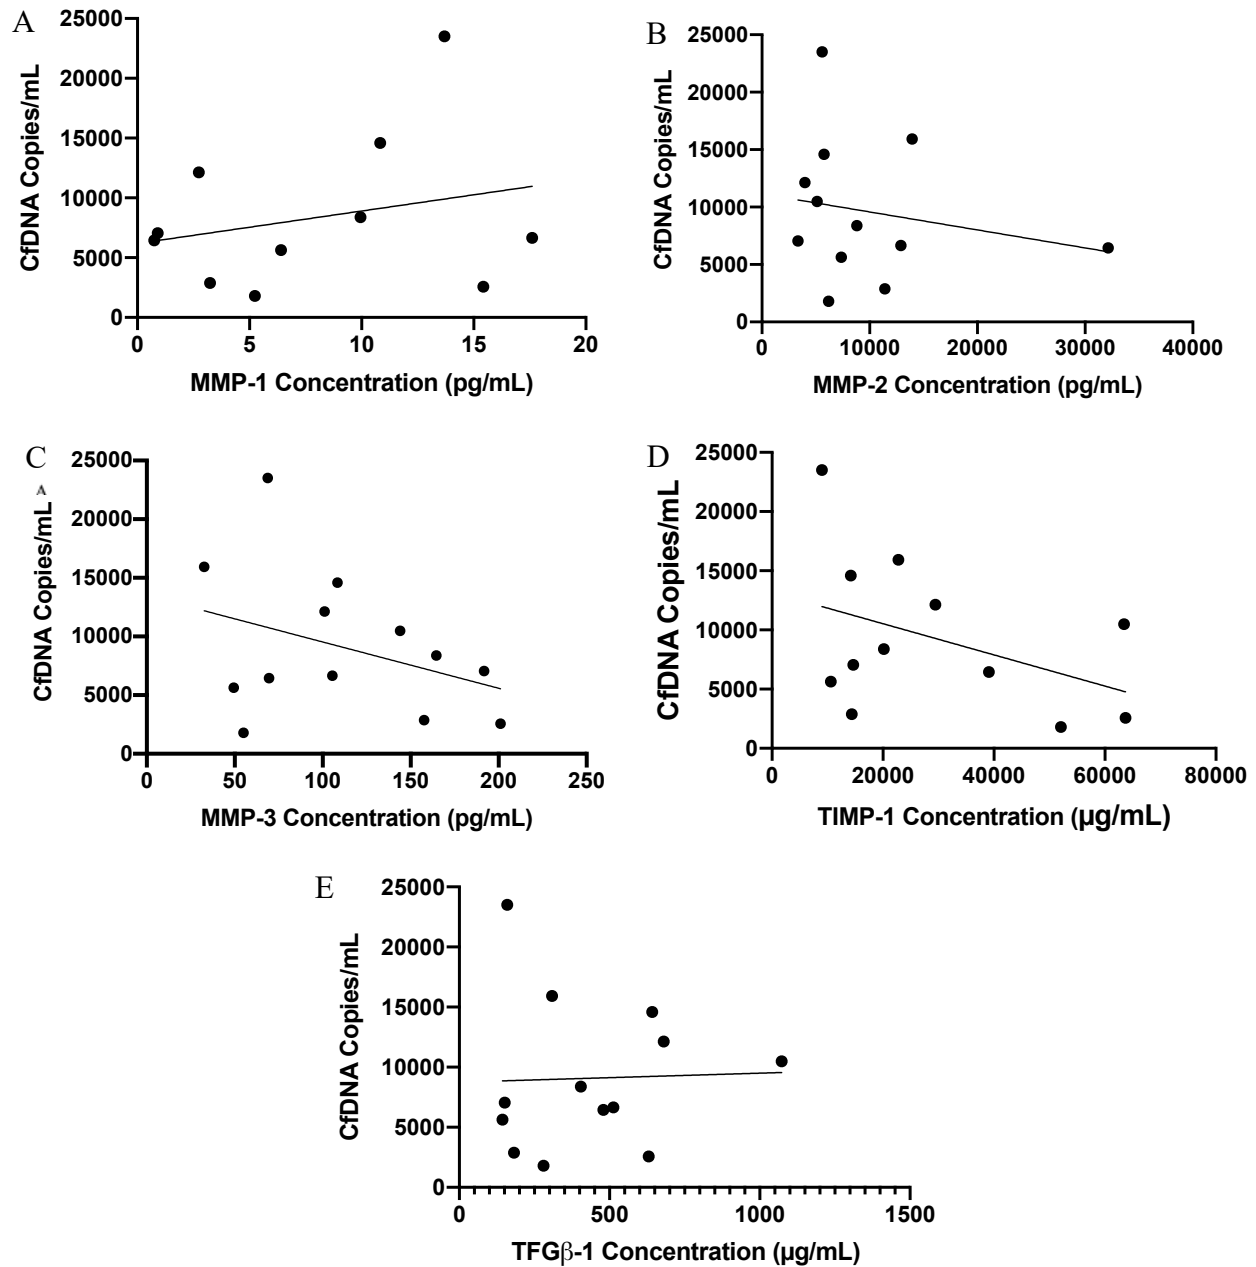 A
25000
20000
15000
10000
5000
0
CfDNA Copies/mL
0 5 10 15 20
MMP-1 Concentration (pg/mL)
B
25000
20000
15000
10000
5000
0
CfDNA Copies/mL
0 10000 20000 30000 40000
MMP-2 Concentration (pg/mL)
C
25000
20000
15000
10000
5000
0
CfDNA Copies/mL
A
0 50 100 150 200 250
MMP-3 Concentration (pg/mL)
D
25000
20000
15000
10000
5000
0
CfDNA Copies/mL
0 20000 40000 60000 80000
TIMP-1 Concentration (µg/mL)
E
25000
20000
15000
10000
5000
0
CfDNA Copies/mL
0 500 1000 1500
TFGβ-1 Concentration (µg/mL)